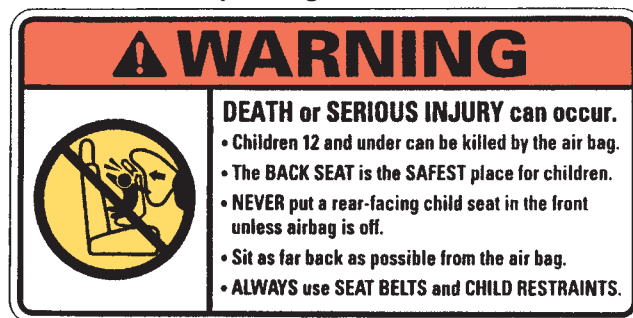 WARNING
DEATH or SERIOUS INJURY can occur.
• Children 12 and under can be killed by the air bag.
• The BACK SEAT is the SAFEST place for children.
• NEVER put a rear-facing child seat in the front
unless airbag is off.
• Sit as far back as possible from the air bag.
• ALWAYS use SEAT BELTS and CHILD RESTRAINTS.